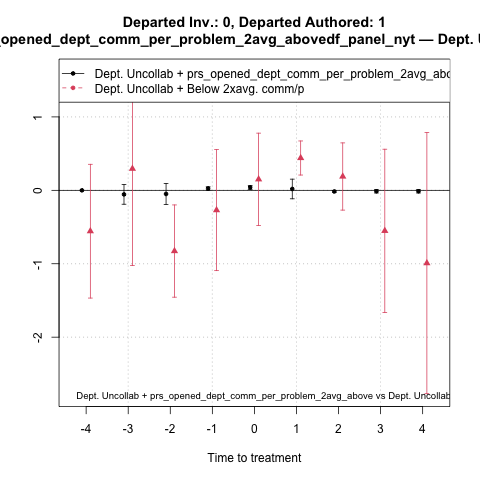 Departed Inv.: 0, Departed Authored: 1
_opened_dept_comm_per_problem_2avg_abovedf_panel_nyt — Dept.
Dept. Uncollab + prs_opened_dept_comm_per_problem_2avg_abo
Dept. Uncollab + Below 2xavg. comm/p
1
0
-1
-2
Dept. Uncollab + prs_opened_dept_comm_per_problem_2avg_above vs Dept. Uncollab
-4 -3 -2 -1 0 1 2 3 4
Time to treatment